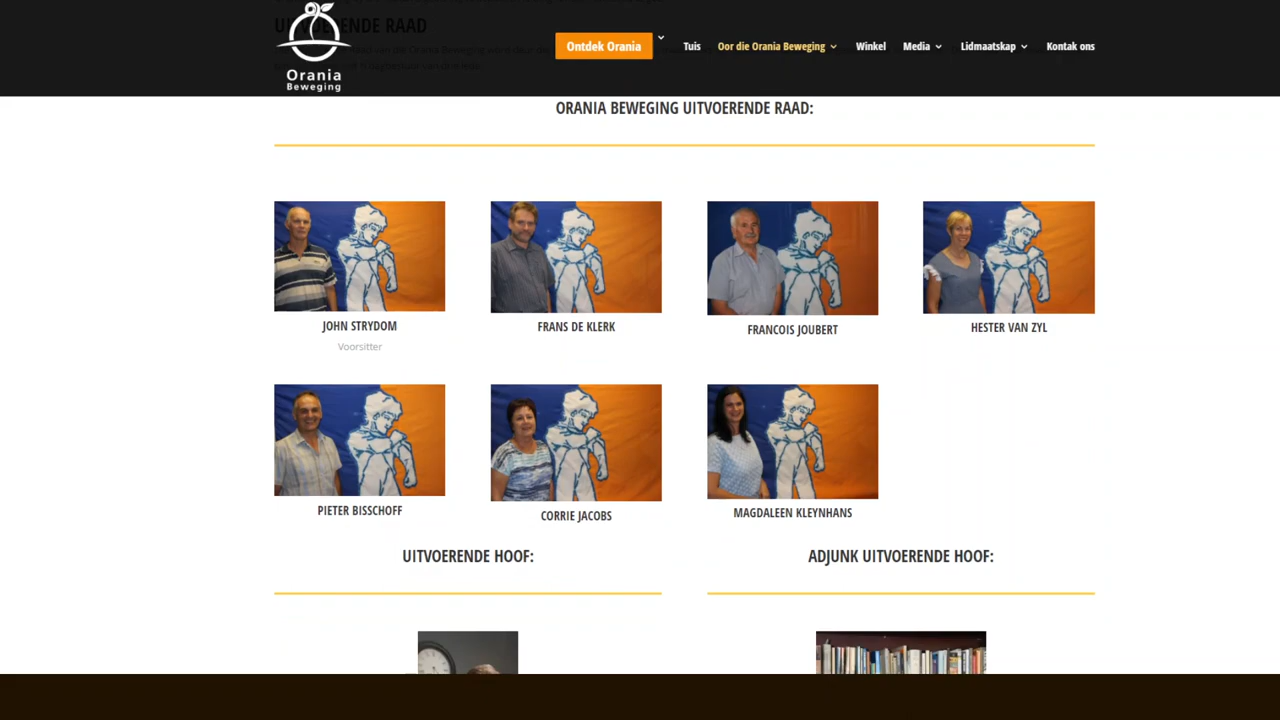 Orania
Beweging
Ontdek Orania
Tuis
Oor die Orania Beweging
Winkel
Media
Lidmaatskap
Kontak ons
UITVOERENDE RAAD
ORANIA BEWEGING UITVOERENDE RAAD:
JOHN STRYDOM
Voorsitter
FRANS DE KLERK
FRANCOIS JOUBERT
HESTER VAN ZYL
PIETER BISSCHOFF
CORRIE JACOBS
MAGDALEEN KLEYNHANS
UITVOERENDE HOOF:
ADJUNK UITVOERENDE HOOF: